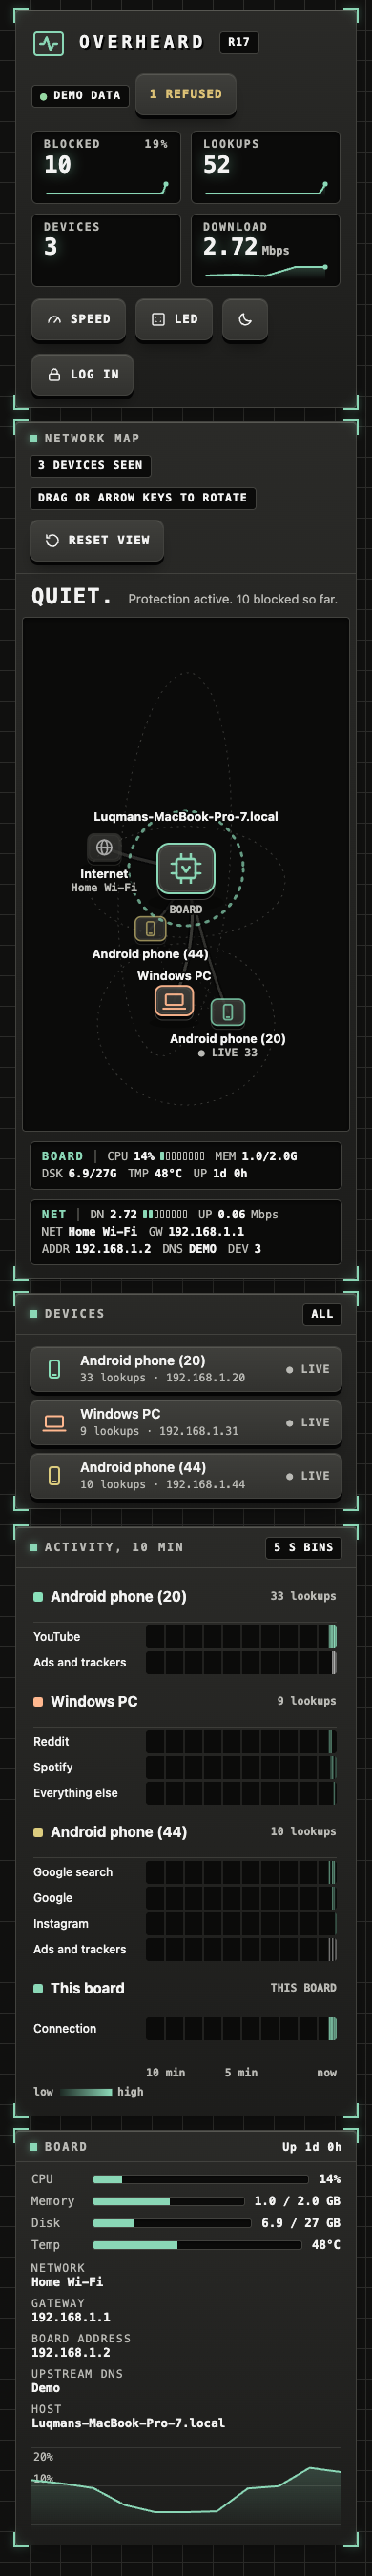 OVERHEARD R17
DEMO DATA 1 REFUSED
BLOCKED 19% LOOKUPS
10 52
DEVICES DOWNLOAD
3 2.72 Mbps
SPEED LED
LOG IN
NETWORK MAP
3 DEVICES SEEN
DRAG OR ARROW KEYS TO ROTATE
RESET VIEW
QUIET. Protection active. 10 blocked so far.
Luqmans-MacBook-Pro-7.local
Internet
Home Wi-Fi
BOARD
Android phone (44)
Windows PC
Android phone (20)
LIVE 33
BOARD | CPU 14% MEM 1.0/2.0G
DSK 6.9/27G TMP 48°C UP 1d 0h
NET | DN 2.72 UP 0.06 Mbps
NET Home Wi-Fi GW 192.168.1.1
ADDR 192.168.1.2 DNS DEMO DEV 3
DEVICES ALL
Android phone (20)
33 lookups · 192.168.1.20 LIVE
Windows PC
9 lookups · 192.168.1.31 LIVE
Android phone (44)
10 lookups · 192.168.1.44 LIVE
ACTIVITY, 10 MIN 5 S BINS
Android phone (20) 33 lookups
YouTube
Ads and trackers
Windows PC 9 lookups
Reddit
Spotify
Everything else
Android phone (44) 10 lookups
Google search
Google
Instagram
Ads and trackers
This board THIS BOARD
Connection
10 min 5 min now
low high
BOARD Up 1d 0h
CPU 14%
Memory 1.0 / 2.0 GB
Disk 6.9 / 27 GB
Temp 48°C
NETWORK
Home Wi-Fi
GATEWAY
192.168.1.1
BOARD ADDRESS
192.168.1.2
UPSTREAM DNS
Demo
HOST
Luqmans-MacBook-Pro-7.local
20%
10%